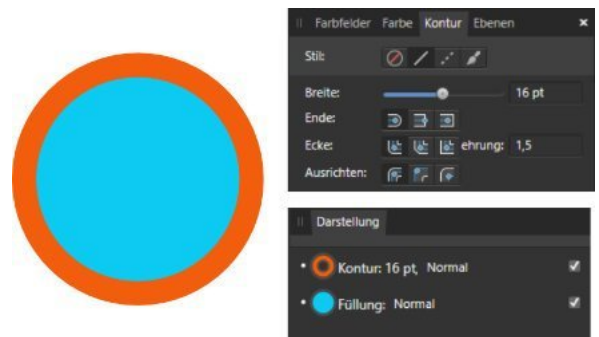 Farbfelder Farbe Kontur Ebenen
Stil:
Breite: 16 pt
Ende:
Ecke: ehrung: 1,5
Ausrichten:
Darstellung
Kontur: 16 pt, Normal
Füllung: Normal